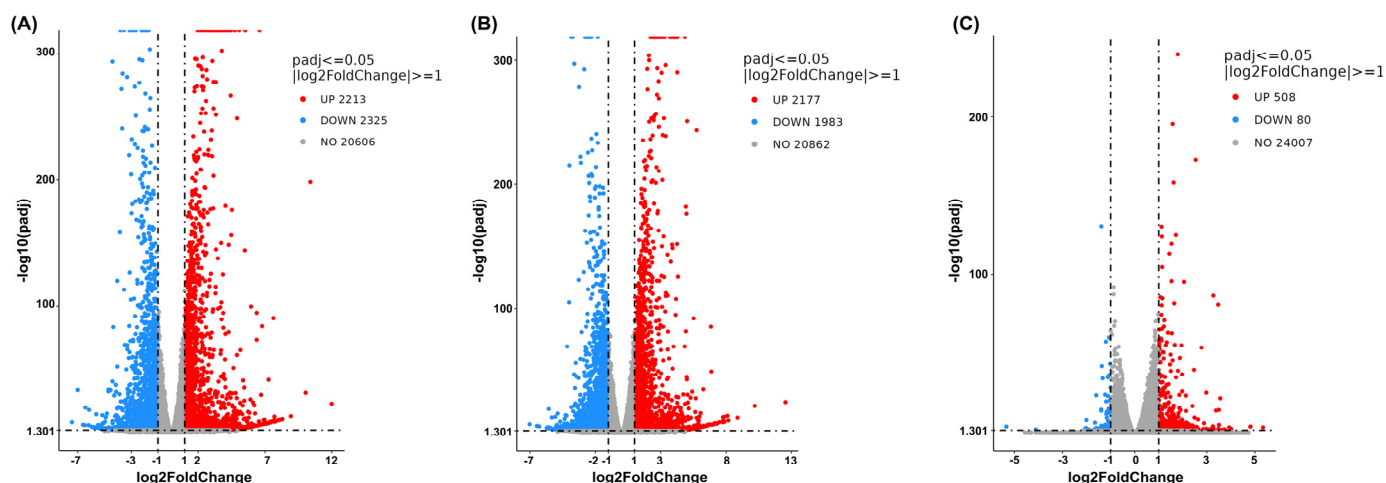 (A)
300
200
100
1.301
-log10(padj)
-7
-3
-1
1
2
7
12
log2FoldChange
padj<=0.05
|log2FoldChange|>=1
UP 2213
DOWN 2325
NO 20606
(B)
300
200
100
1.301
-log10(padj)
-7
-2
-1
1
3
8
13
log2FoldChange
padj<=0.05
|log2FoldChange|>=1
UP 2177
DOWN 1983
NO 20862
(C)
200
100
1.301
-log10(padj)
-5
-3
-1
0
1
3
5
log2FoldChange
padj<=0.05
|log2FoldChange|>=1
UP 508
DOWN 80
NO 24007